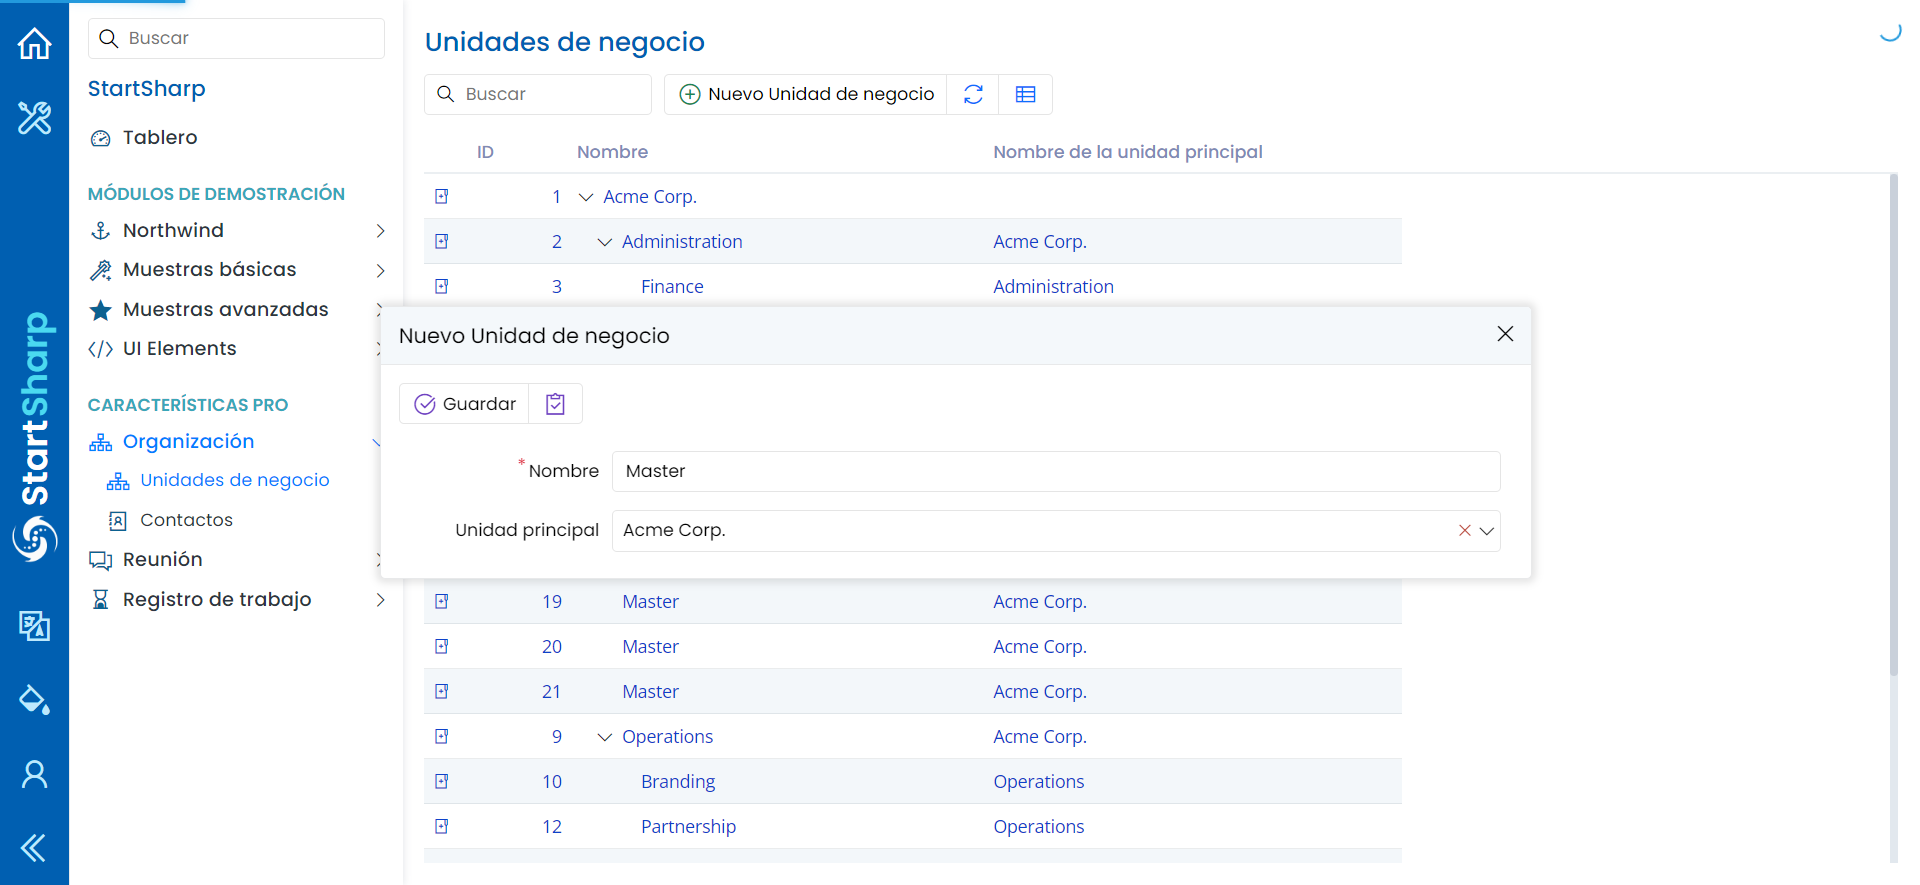 Buscar
StartSharp
Tablero
MÓDULOS DE DEMOSTRACIÓN
Northwind
Muestras básicas
Muestras avanzadas
UI Elements
CARACTERÍSTICAS PRO
Organización
Unidades de negocio
Contactos
Reunión
Registro de trabajo
StartSharp
Unidades de negocio
Buscar
Nuevo Unidad de negocio
ID Nombre Nombre de la unidad principal
1 Acme Corp.
2 Administration Acme Corp.
3 Finance Administration
Nuevo Unidad de negocio
Guardar
* Nombre Master
Unidad principal Acme Corp.
19 Master Acme Corp.
20 Master Acme Corp.
21 Master Acme Corp.
9 Operations Acme Corp.
10 Branding Operations
12 Partnership Operations